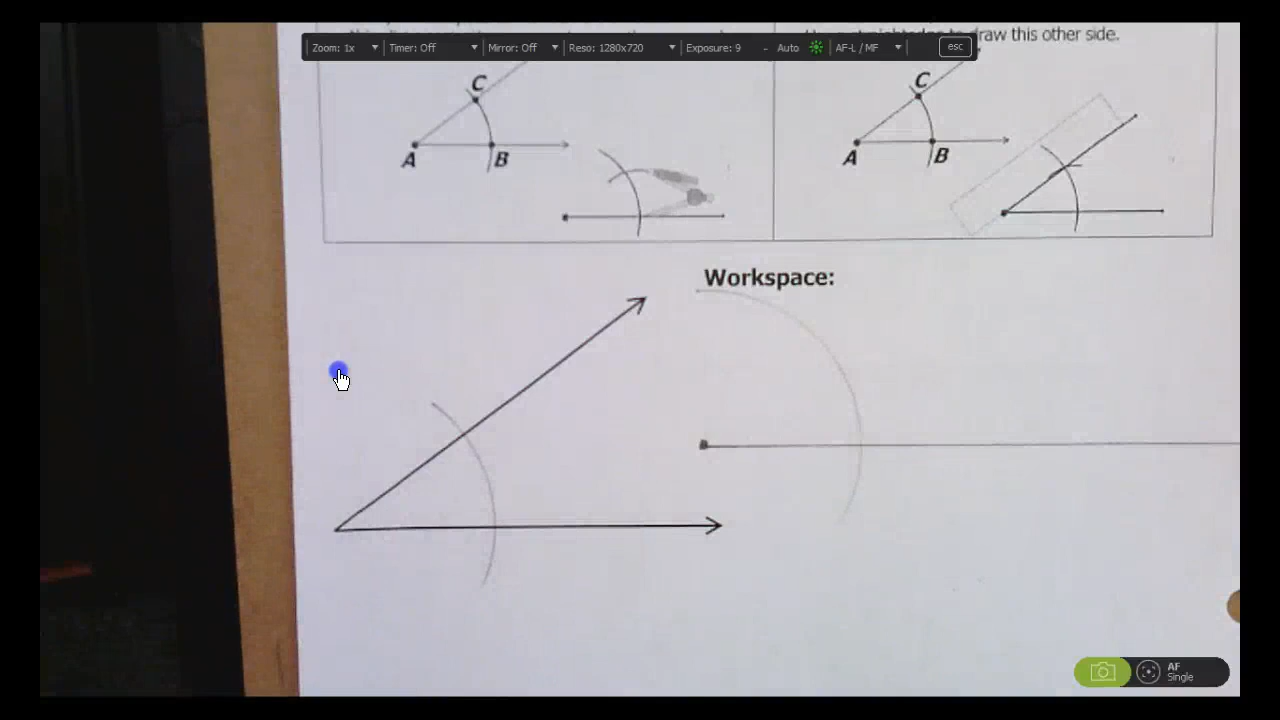 draw this other side.
Zoom: 1x Timer: Off Mirror: Off Reso: 1280x720 Exposure: 9 - Auto AF-L / MF esc
C
A B
C
A B
Workspace:
AF
Single